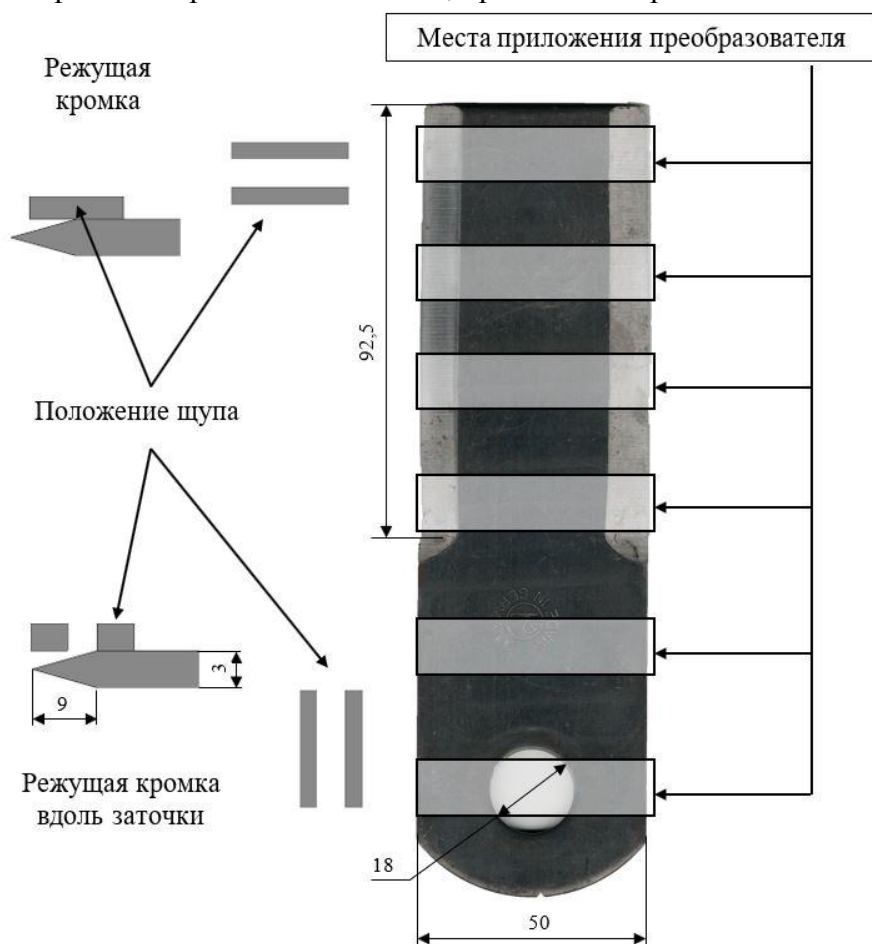 Места приложения преобразователя
Режущая
кромка
92,5
Положение щупа
3
9
Режущая кромка
вдоль заточки
18
50